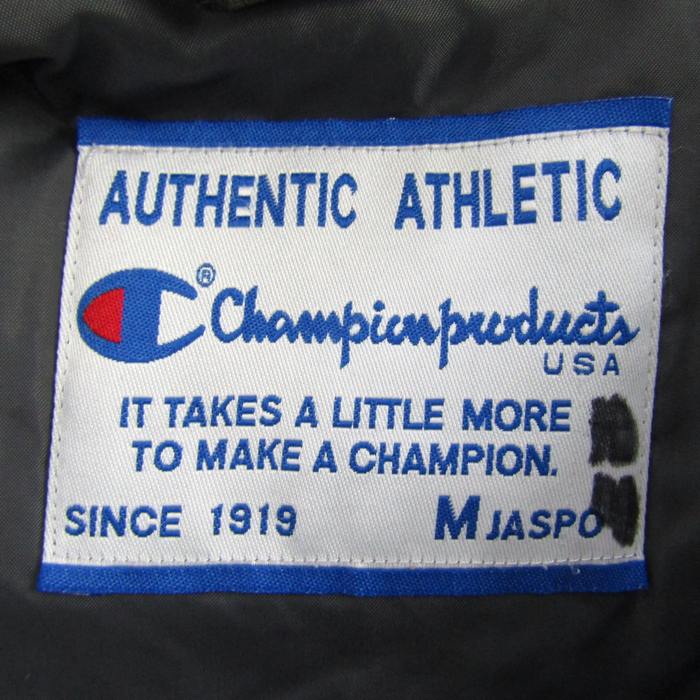 AUTHENTIC ATHLETIC
®
Championproducts
USA
IT TAKES A LITTLE MORE
TO MAKE A CHAMPION.
SINCE 1919 M JASPO